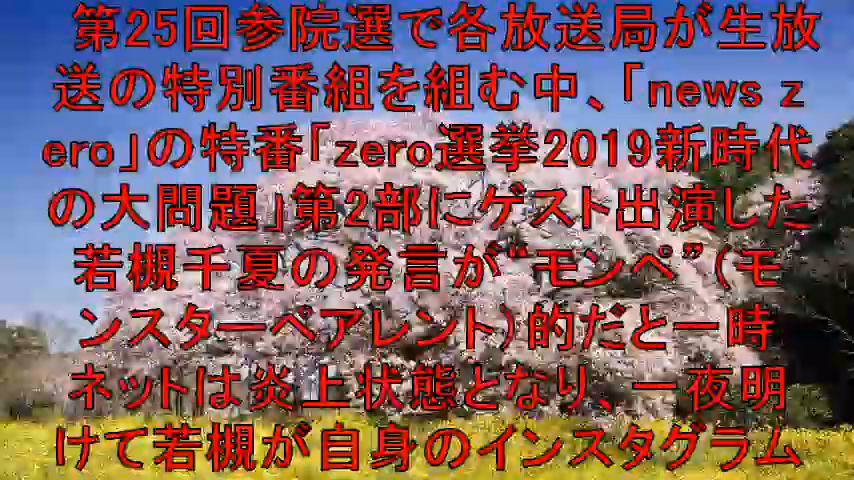 第25回参院選で各放送局が生放
送の特別番組を組む中、「news z
ero」の特番「zero選挙2019新時代
の大問題」第2部にゲスト出演した
若槻千夏の発言が“モンペ”（モ
ンスターペアレント）的だと一時
ネットは炎上状態となり、一夜明
けて若槻が自身のインスタグラム